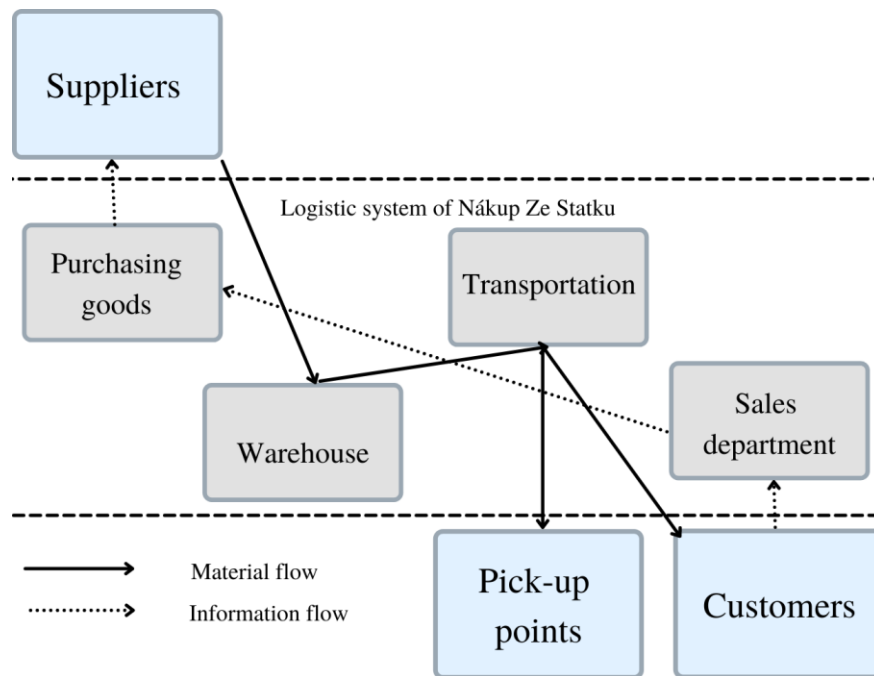 Suppliers
Logistic system of Nákup Ze Statku
Purchasing
goods
Transportation
Warehouse
Sales
department
Material flow
Information flow
Pick-up
points
Customers